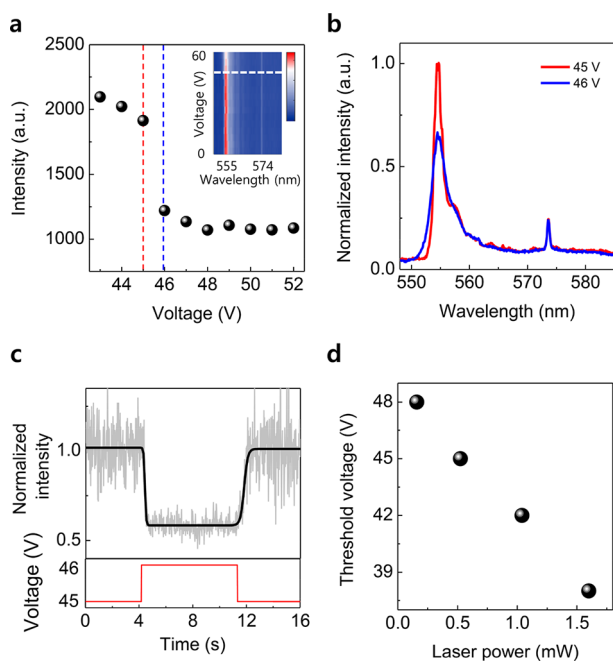 a
2500
2000
1500
1000
Intensity (a.u.)
44 46 48 50 52
Voltage (V)
60
0
Voltage (V)
555 574
Wavelength (nm)
b
1.0
0.5
0.0
Normalized intensity
45 V
46 V
550 560 570 580
Wavelength (nm)
c
1.0
0.5
Normalized
intensity
46
45
Voltage (V)
0 4 8 12 16
Time (s)
d
48
45
42
39
Threshold voltage (V)
0.0 0.5 1.0 1.5
Laser power (mW)